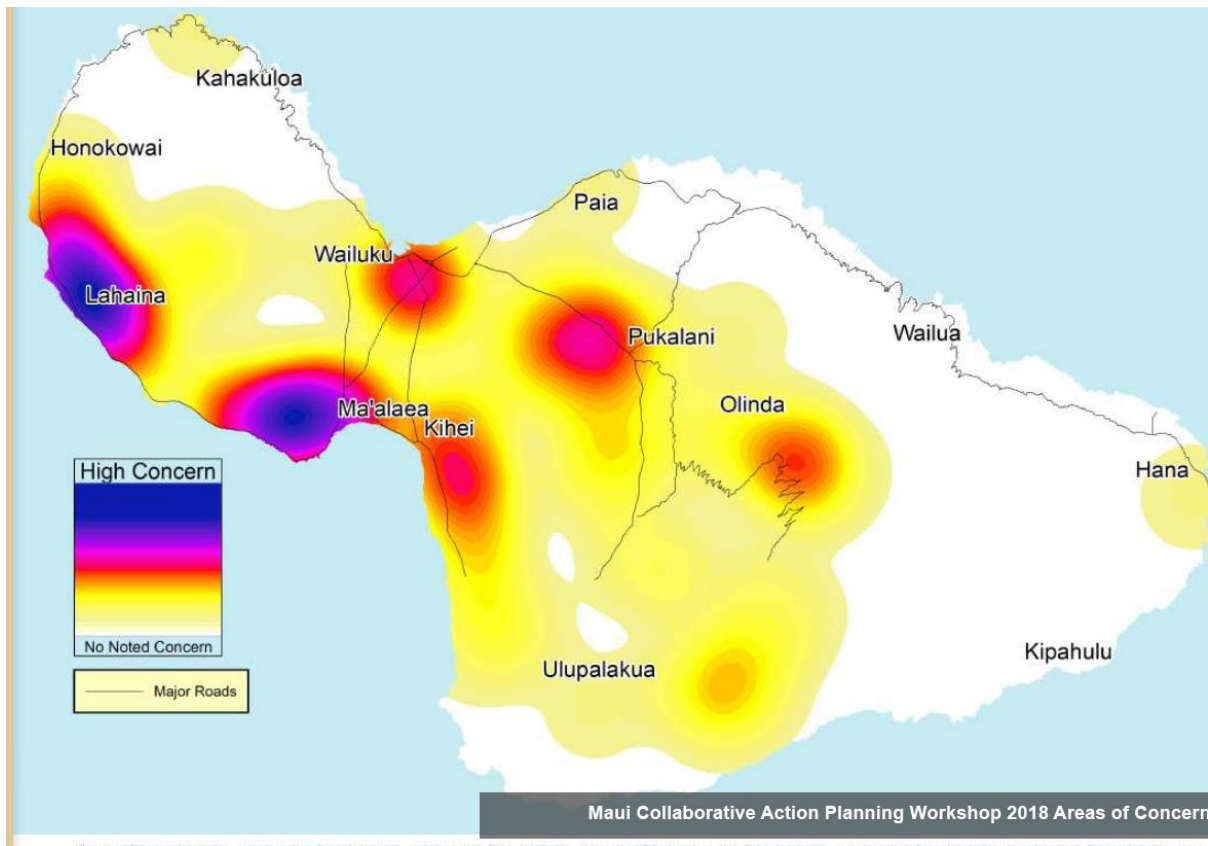 Kahakuloa
Honokowai
Paia
Wailuku
Lahaina
Pukalani
Wailua
Ma'alaea
Kihei
Olinda
Hana
High Concern
No Noted Concern
Major Roads
Ulupalakua
Kipahulu
Maui Collaborative Action Planning Workshop 2018 Areas of Concern